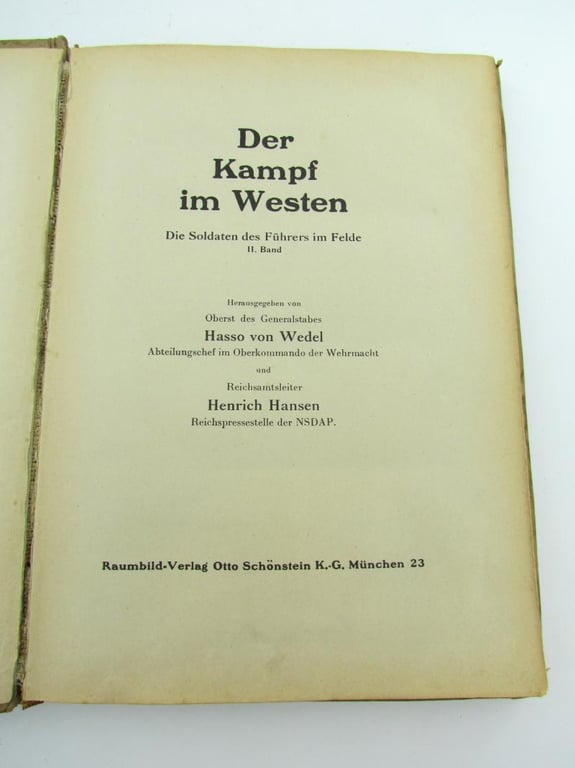 Der
Kampf
im Westen
Die Soldaten des Führers im Felde
II. Band
Herausgegeben von
Oberst des Generalstabes
Hasso von Wedel
Abteilungschef im Oberkommando der Wehrmacht
und
Reichsamtsleiter
Henrich Hansen
Reichspressestelle der NSDAP.
Raumbild-Verlag Otto Schönstein K.-G. München 23